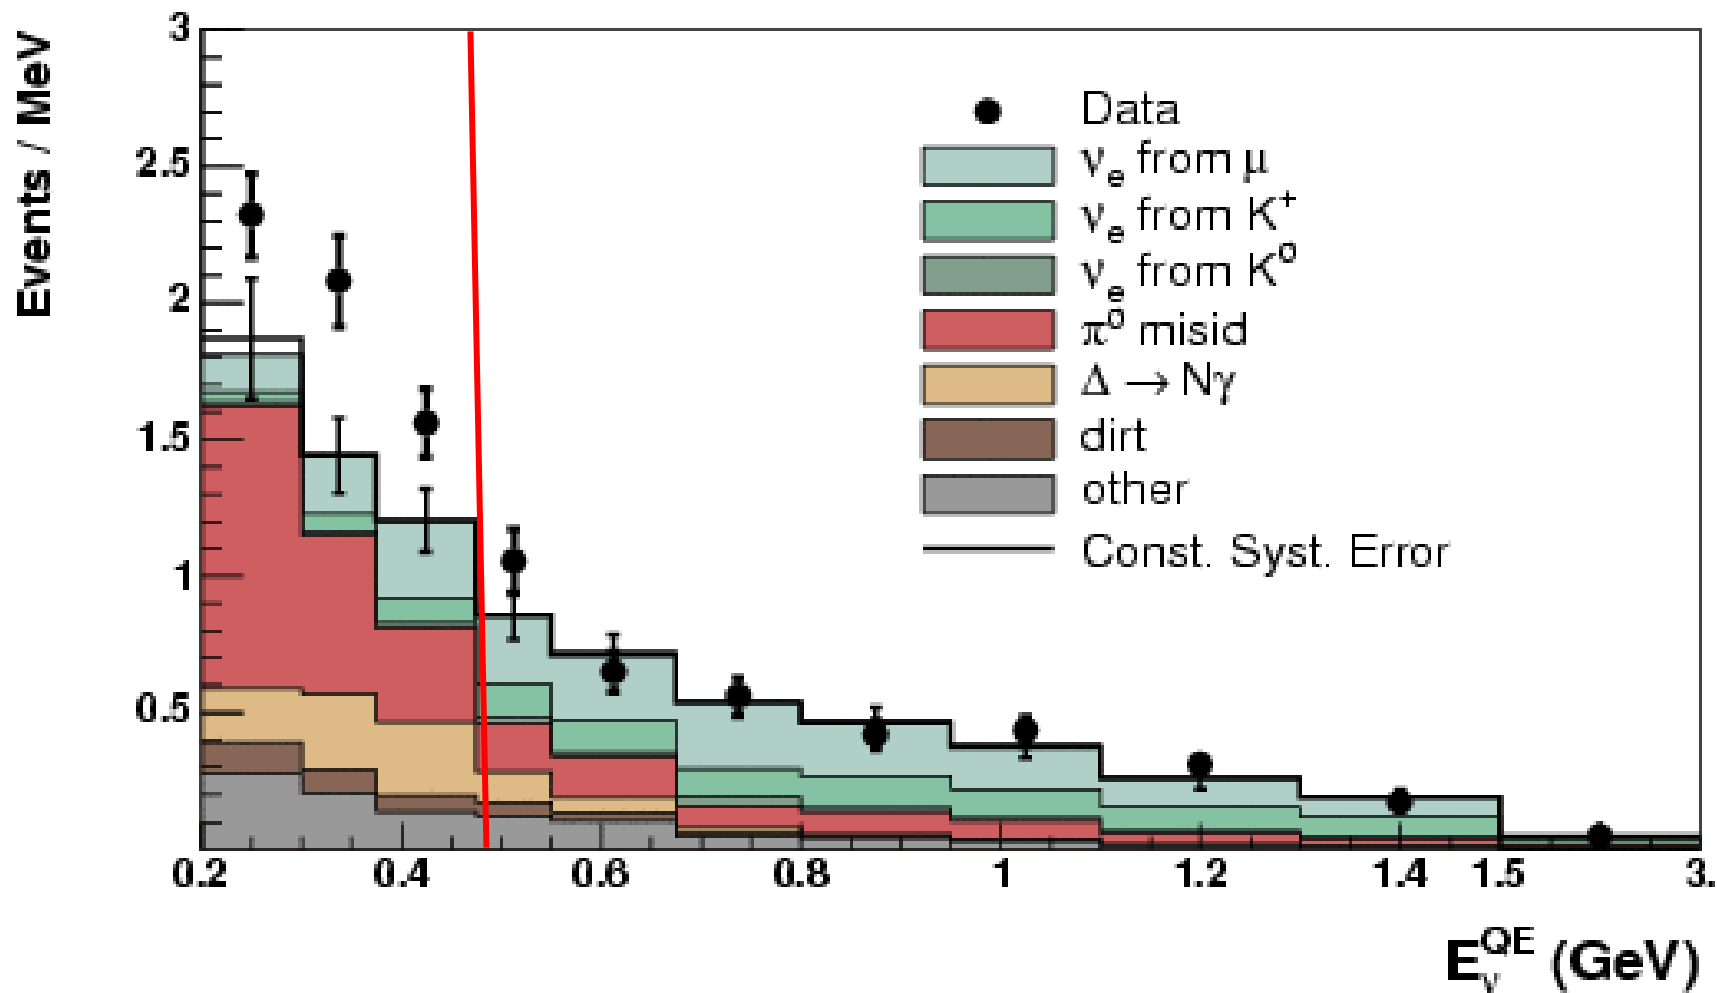 Events / MeV
3
2.5
2
1.5
1
0.5
Data
νe from μ
νe from K+
νe from K0
π0 misid
Δ → Nγ
dirt
other
Const. Syst. Error
0.2 0.4 0.6 0.8 1 1.2 1.4 1.5 3.
EνQE (GeV)